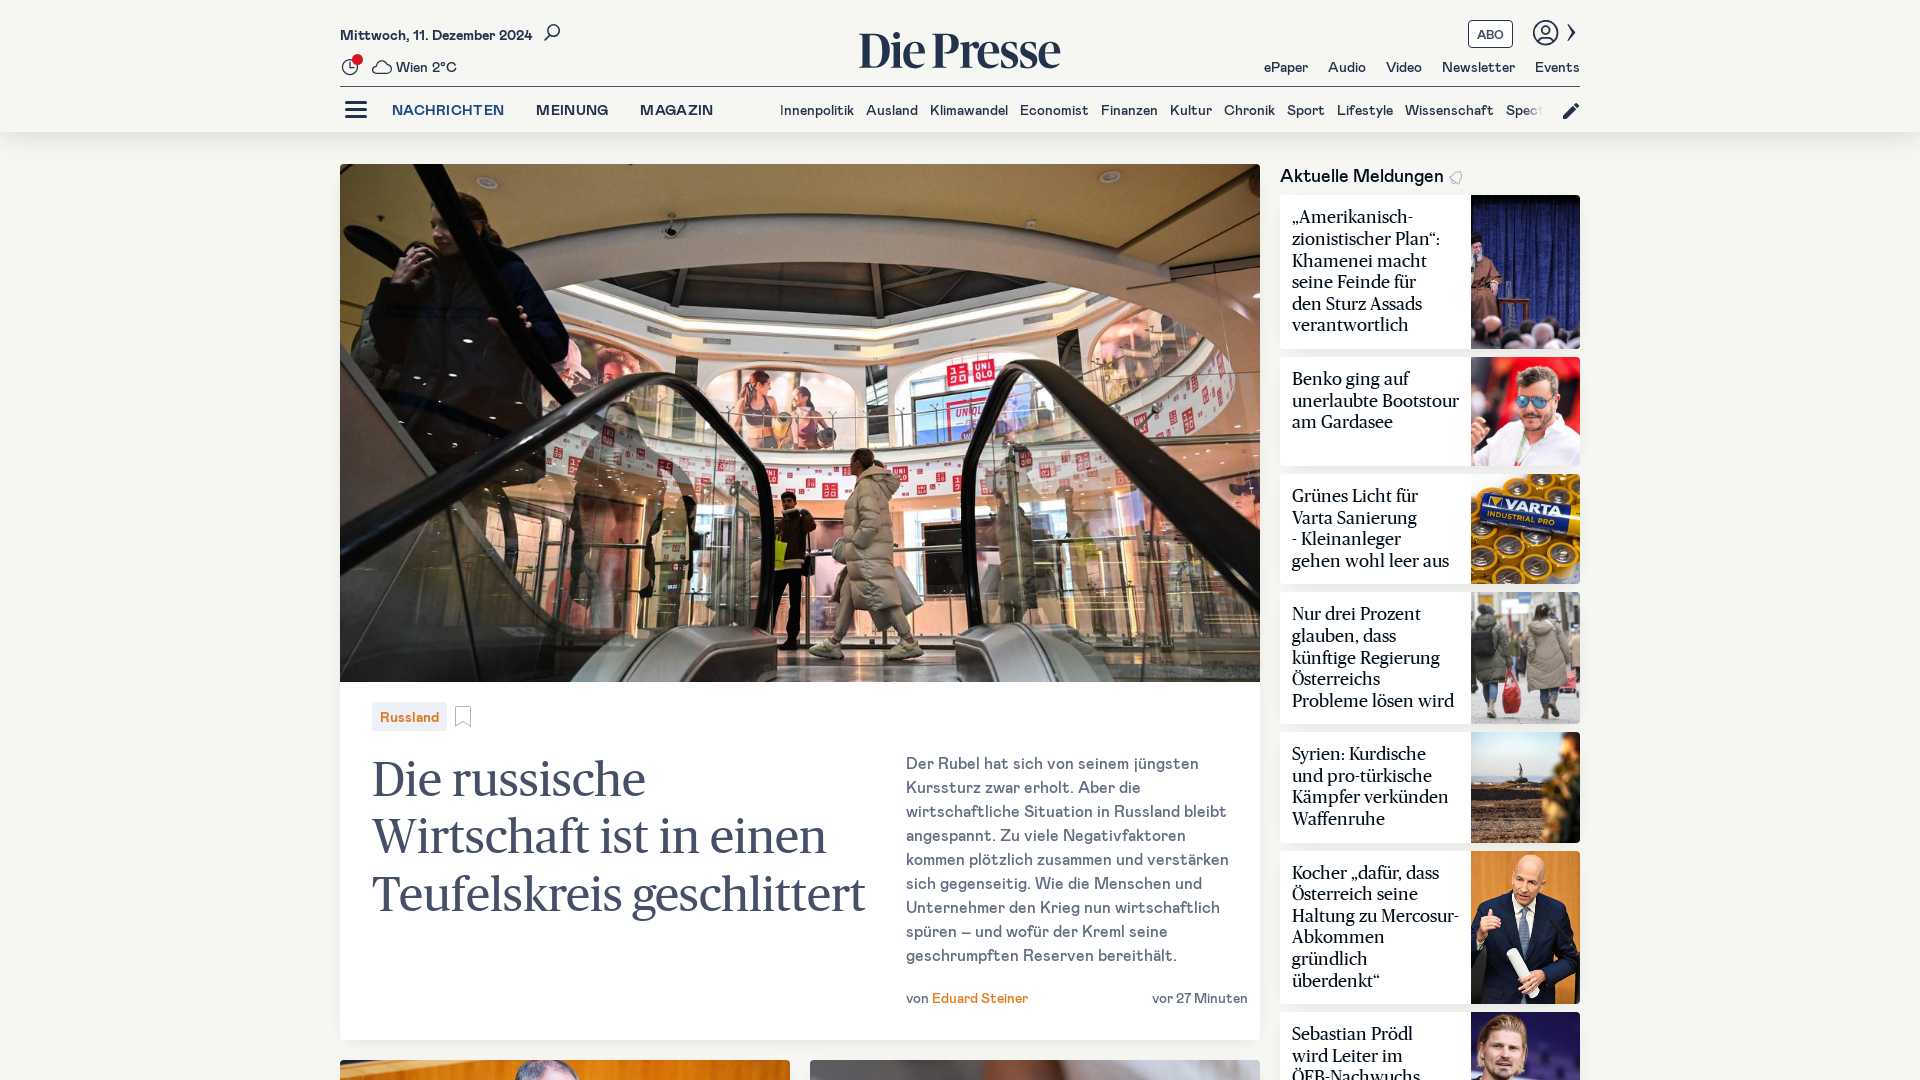 Mittwoch, 11. Dezember 2024
Wien 2°C
Die Presse
ABO
ePaper Audio Video Newsletter Events
NACHRICHTEN MEINUNG MAGAZIN Innenpolitik Ausland Klimawandel Economist Finanzen Kultur Chronik Sport Lifestyle Wissenschaft Spect
UNI
QLO
UNIQLO
Russland
Die russische
Wirtschaft ist in einen
Teufelskreis geschlittert
Der Rubel hat sich von seinem jüngsten
Kurssturz zwar erholt. Aber die
wirtschaftliche Situation in Russland bleibt
angespannt. Zu viele Negativfaktoren
kommen plötzlich zusammen und verstärken
sich gegenseitig. Wie die Menschen und
Unternehmer den Krieg nun wirtschaftlich
spüren – und wofür der Kreml seine
geschrumpften Reserven bereithält.
von Eduard Steiner vor 27 Minuten
Aktuelle Meldungen
„Amerikanisch-
zionistischer Plan“:
Khamenei macht
seine Feinde für
den Sturz Assads
verantwortlich
Benko ging auf
unerlaubte Bootstour
am Gardasee
Grünes Licht für
Varta Sanierung
- Kleinanleger
gehen wohl leer aus
VARTA
INDUSTRIAL PRO
Nur drei Prozent
glauben, dass
künftige Regierung
Österreichs
Probleme lösen wird
Syrien: Kurdische
und pro-türkische
Kämpfer verkünden
Waffenruhe
Kocher „dafür, dass
Österreich seine
Haltung zu Mercosur-
Abkommen
gründlich
überdenkt“
Sebastian Prödl
wird Leiter im
ÖFB-Nachwuchs